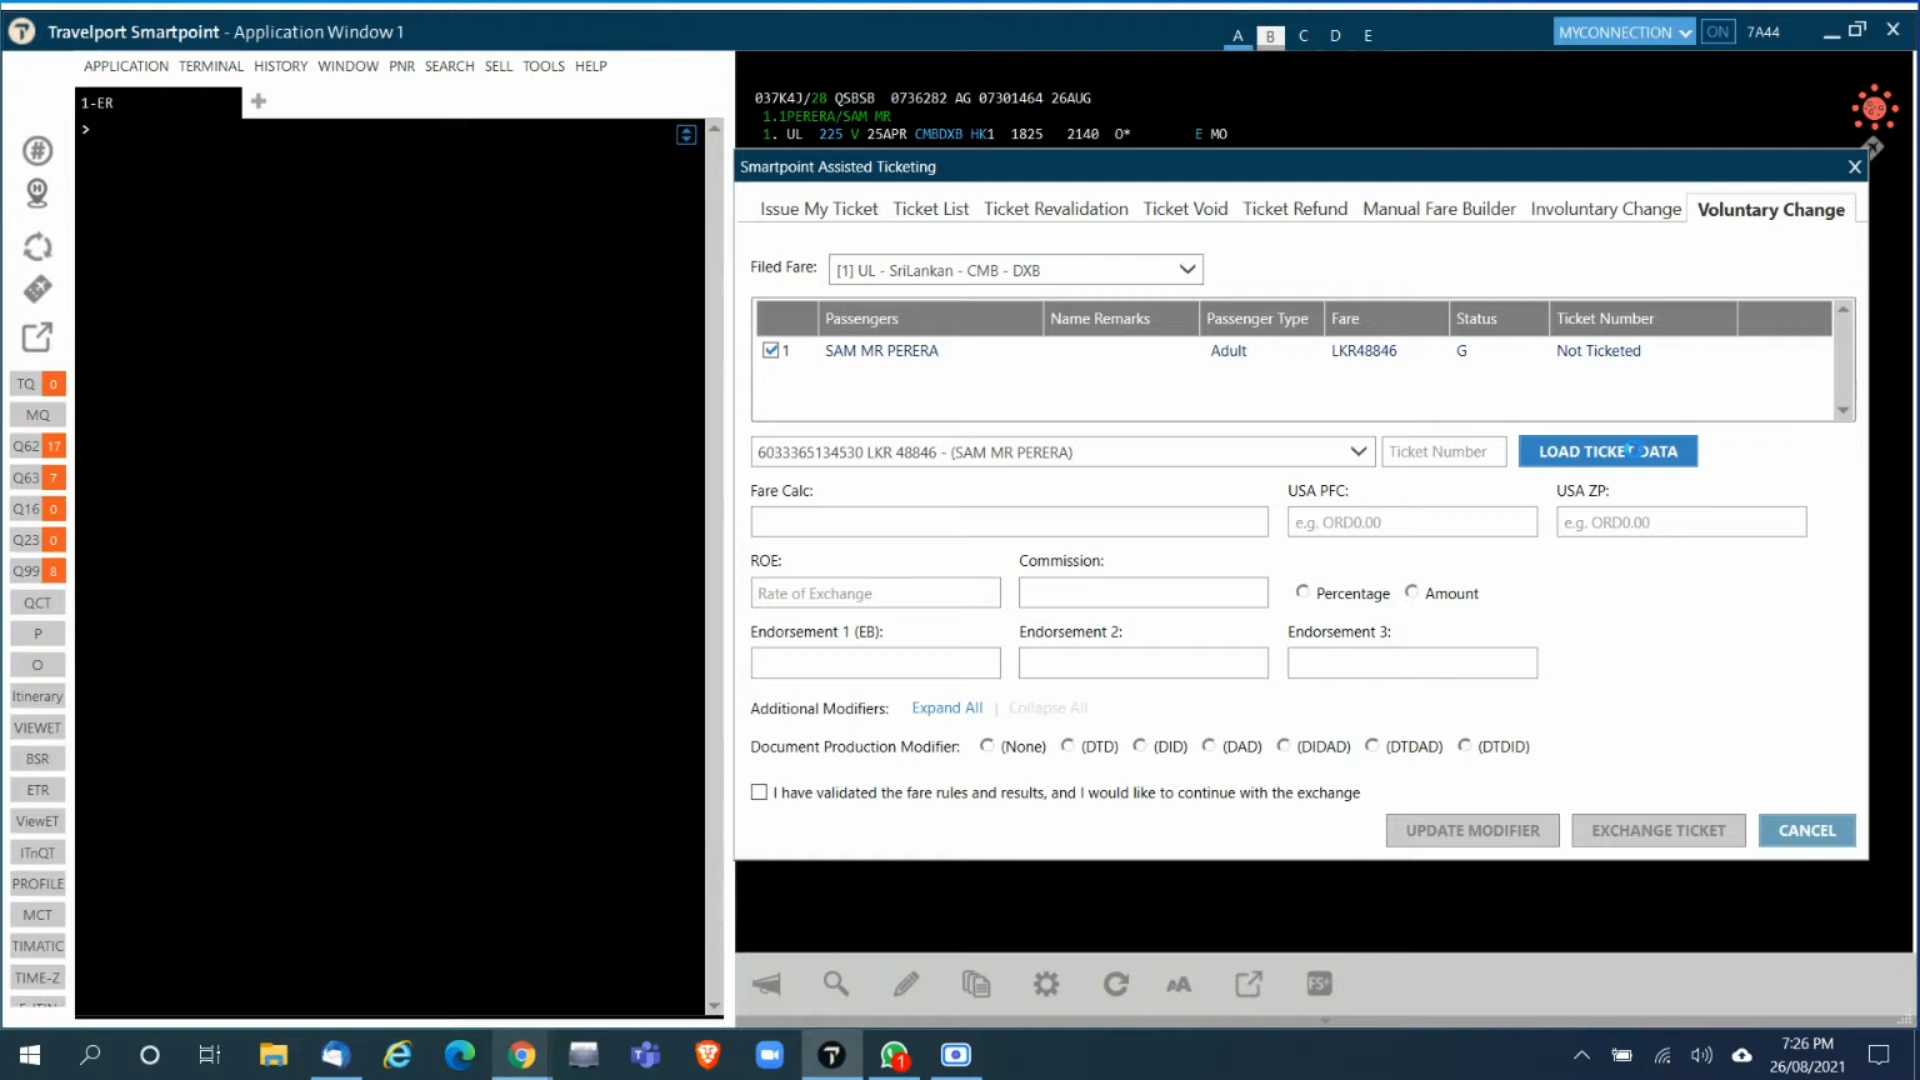 Travelport Smartpoint - Application Window 1
A B C D E
MYCONNECTION ON 7A44
APPLICATION TERMINAL HISTORY WINDOW PNR SEARCH SELL TOOLS HELP
1-ER
>
037K4J/28 QSBSB 0736282 AG 07301464 26AUG
1.1PERERA/SAM MR
1. UL 225 V 25APR CMBDXB HK1 1825 2140 O* E MO
Smartpoint Assisted Ticketing
Issue My Ticket Ticket List Ticket Revalidation Ticket Void Ticket Refund Manual Fare Builder Involuntary Change Voluntary Change
Filed Fare: [1] UL - SriLankan - CMB - DXB
Passengers Name Remarks Passenger Type Fare Status Ticket Number
1 SAM MR PERERA Adult LKR48846 G Not Ticketed
6033365134530 LKR 48846 - (SAM MR PERERA) Ticket Number LOAD TICKET DATA
Fare Calc: USA PFC: USA ZP:
e.g. ORD0.00 e.g. ORD0.00
ROE: Commission:
Rate of Exchange Percentage Amount
Endorsement 1 (EB): Endorsement 2: Endorsement 3:
Additional Modifiers: Expand All | Collapse All
Document Production Modifier: (None) (DTD) (DID) (DAD) (DIDAD) (DTDAD) (DTDID)
I have validated the fare rules and results, and I would like to continue with the exchange
UPDATE MODIFIER EXCHANGE TICKET CANCEL
TQ 0
MQ
Q62 17
Q63 7
Q16 0
Q23 0
Q99 8
QCT
P
O
Itinerary
VIEWET
BSR
ETR
ViewET
ITnQT
PROFILE
MCT
TIMATIC
TIME-Z
AA
FS+
1
7:26 PM
26/08/2021